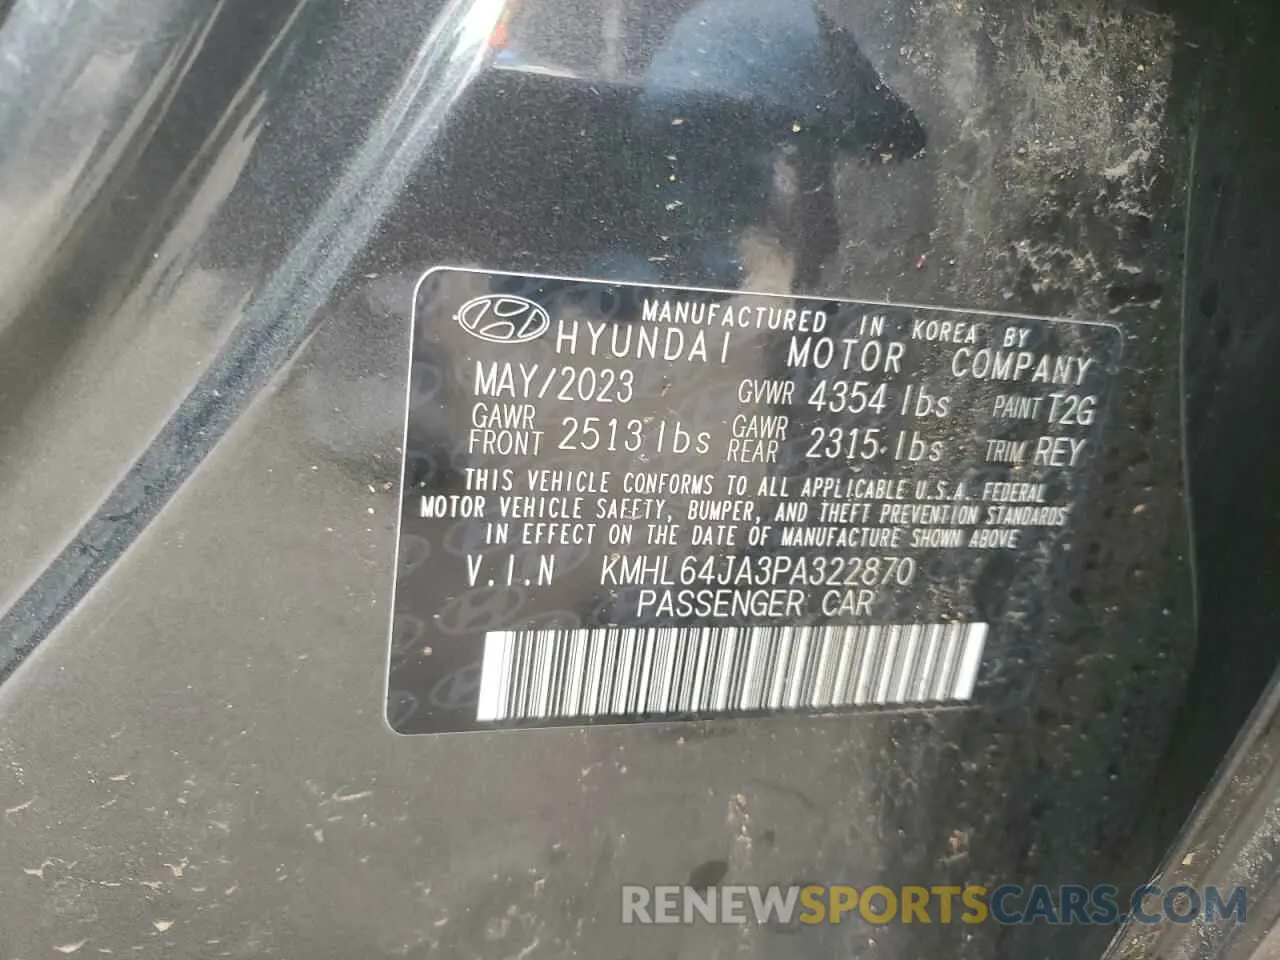 MANUFACTURED IN KOREA BY
HYUNDAI MOTOR COMPANY
MAY/2023 GVWR 4354 lbs PAINT T2G
GAWR FRONT 2513 lbs GAWR REAR 2315 lbs TRIM REY
THIS VEHICLE CONFORMS TO ALL APPLICABLE U.S.A. FEDERAL
MOTOR VEHICLE SAFETY, BUMPER, AND THEFT PREVENTION STANDARDS
IN EFFECT ON THE DATE OF MANUFACTURE SHOWN ABOVE
V.I.N KMHL64JA3PA322870
PASSENGER CAR
RENEWSPORTSCARS.COM